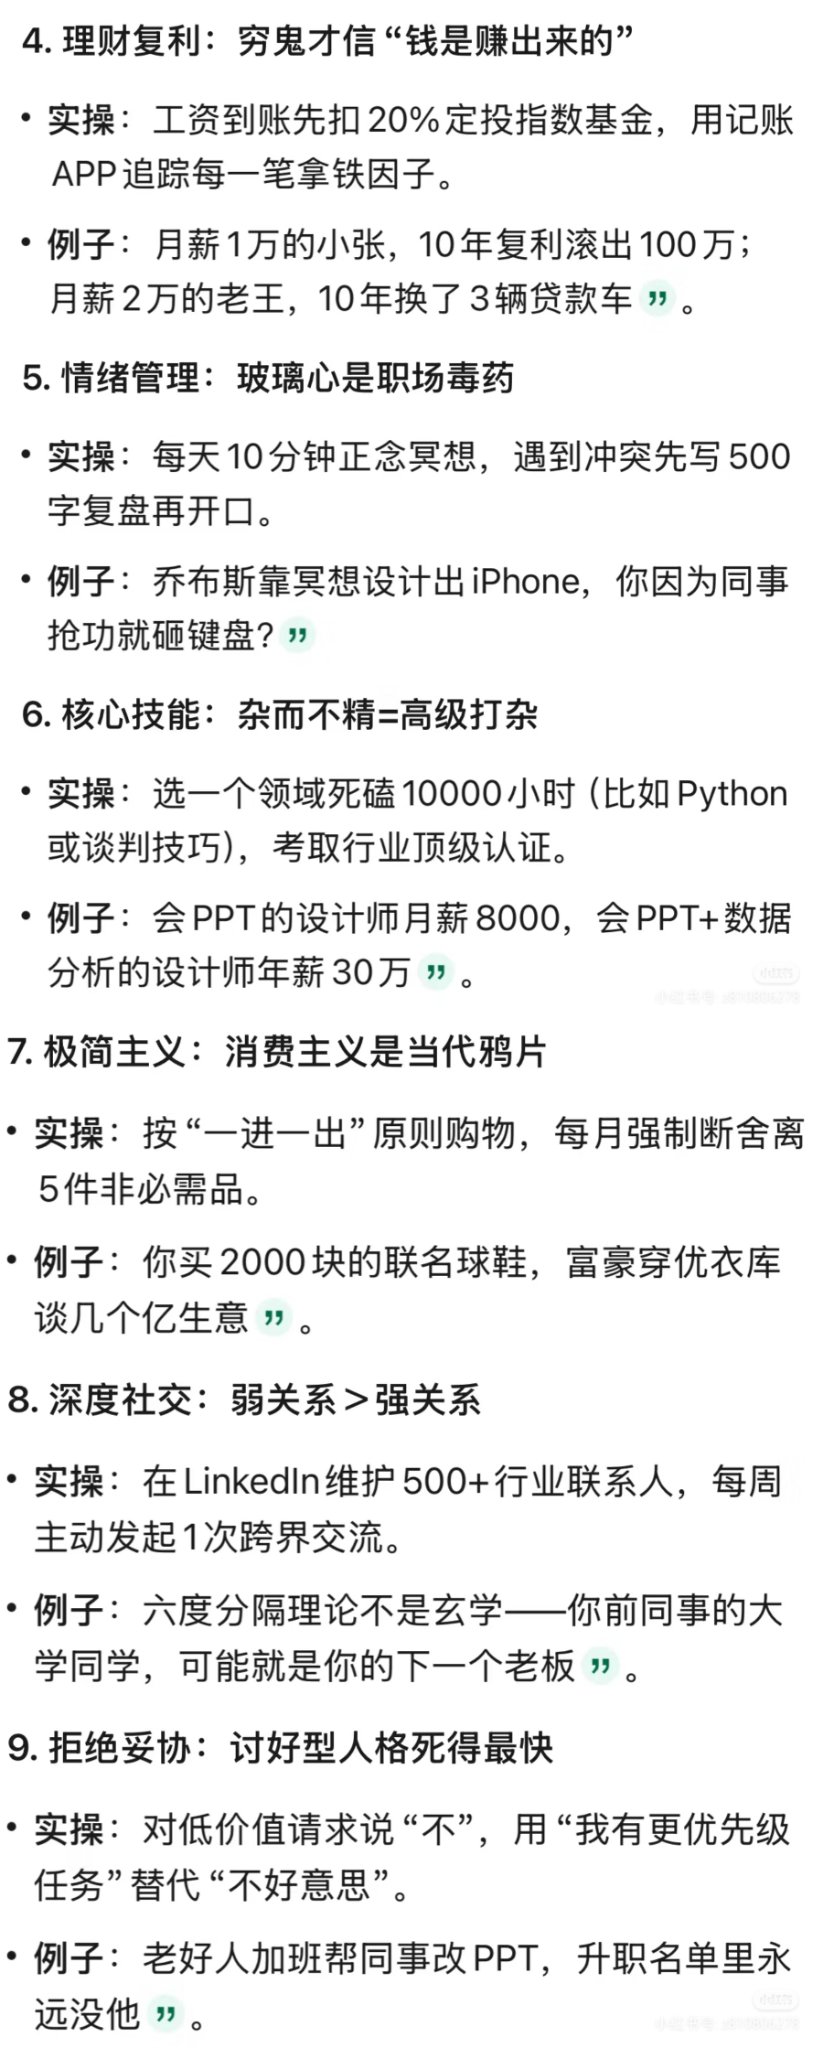 4. 理财复利：穷鬼才信“钱是赚出来的”
• 实操：工资到账先扣20%定投指数基金，用记账
APP追踪每一笔拿铁因子。
• 例子：月薪1万的小张，10年复利滚出100万；
月薪2万的老王，10年换了3辆贷款车 ” 。
5. 情绪管理：玻璃心是职场毒药
• 实操：每天10分钟正念冥想，遇到冲突先写500
字复盘再开口。
• 例子：乔布斯靠冥想设计出iPhone，你因为同事
抢功就砸键盘? ”
6. 核心技能：杂而不精=高级打杂
• 实操：选一个领域死磕10000小时（比如Python
或谈判技巧），考取行业顶级认证。
• 例子：会PPT的设计师月薪8000，会PPT+数据
分析的设计师年薪30万 ” 。
小红书
7. 极简主义：消费主义是当代鸦片
• 实操：按“一进一出”原则购物，每月强制断舍离
5件非必需品。
• 例子：你买2000块的联名球鞋，富豪穿优衣库
谈几个亿生意 ” 。
8. 深度社交：弱关系>强关系
• 实操：在LinkedIn维护500+行业联系人，每周
主动发起1次跨界交流。
• 例子：六度分隔理论不是玄学——你前同事的大
学同学，可能就是你的下一个老板 ” 。
9. 拒绝妥协：讨好型人格死得最快
• 实操：对低价值请求说“不”，用“我有更优先级
任务”替代“不好意思”。
• 例子：老好人加班帮同事改PPT，升职名单里永
远没他 ” 。
小红书